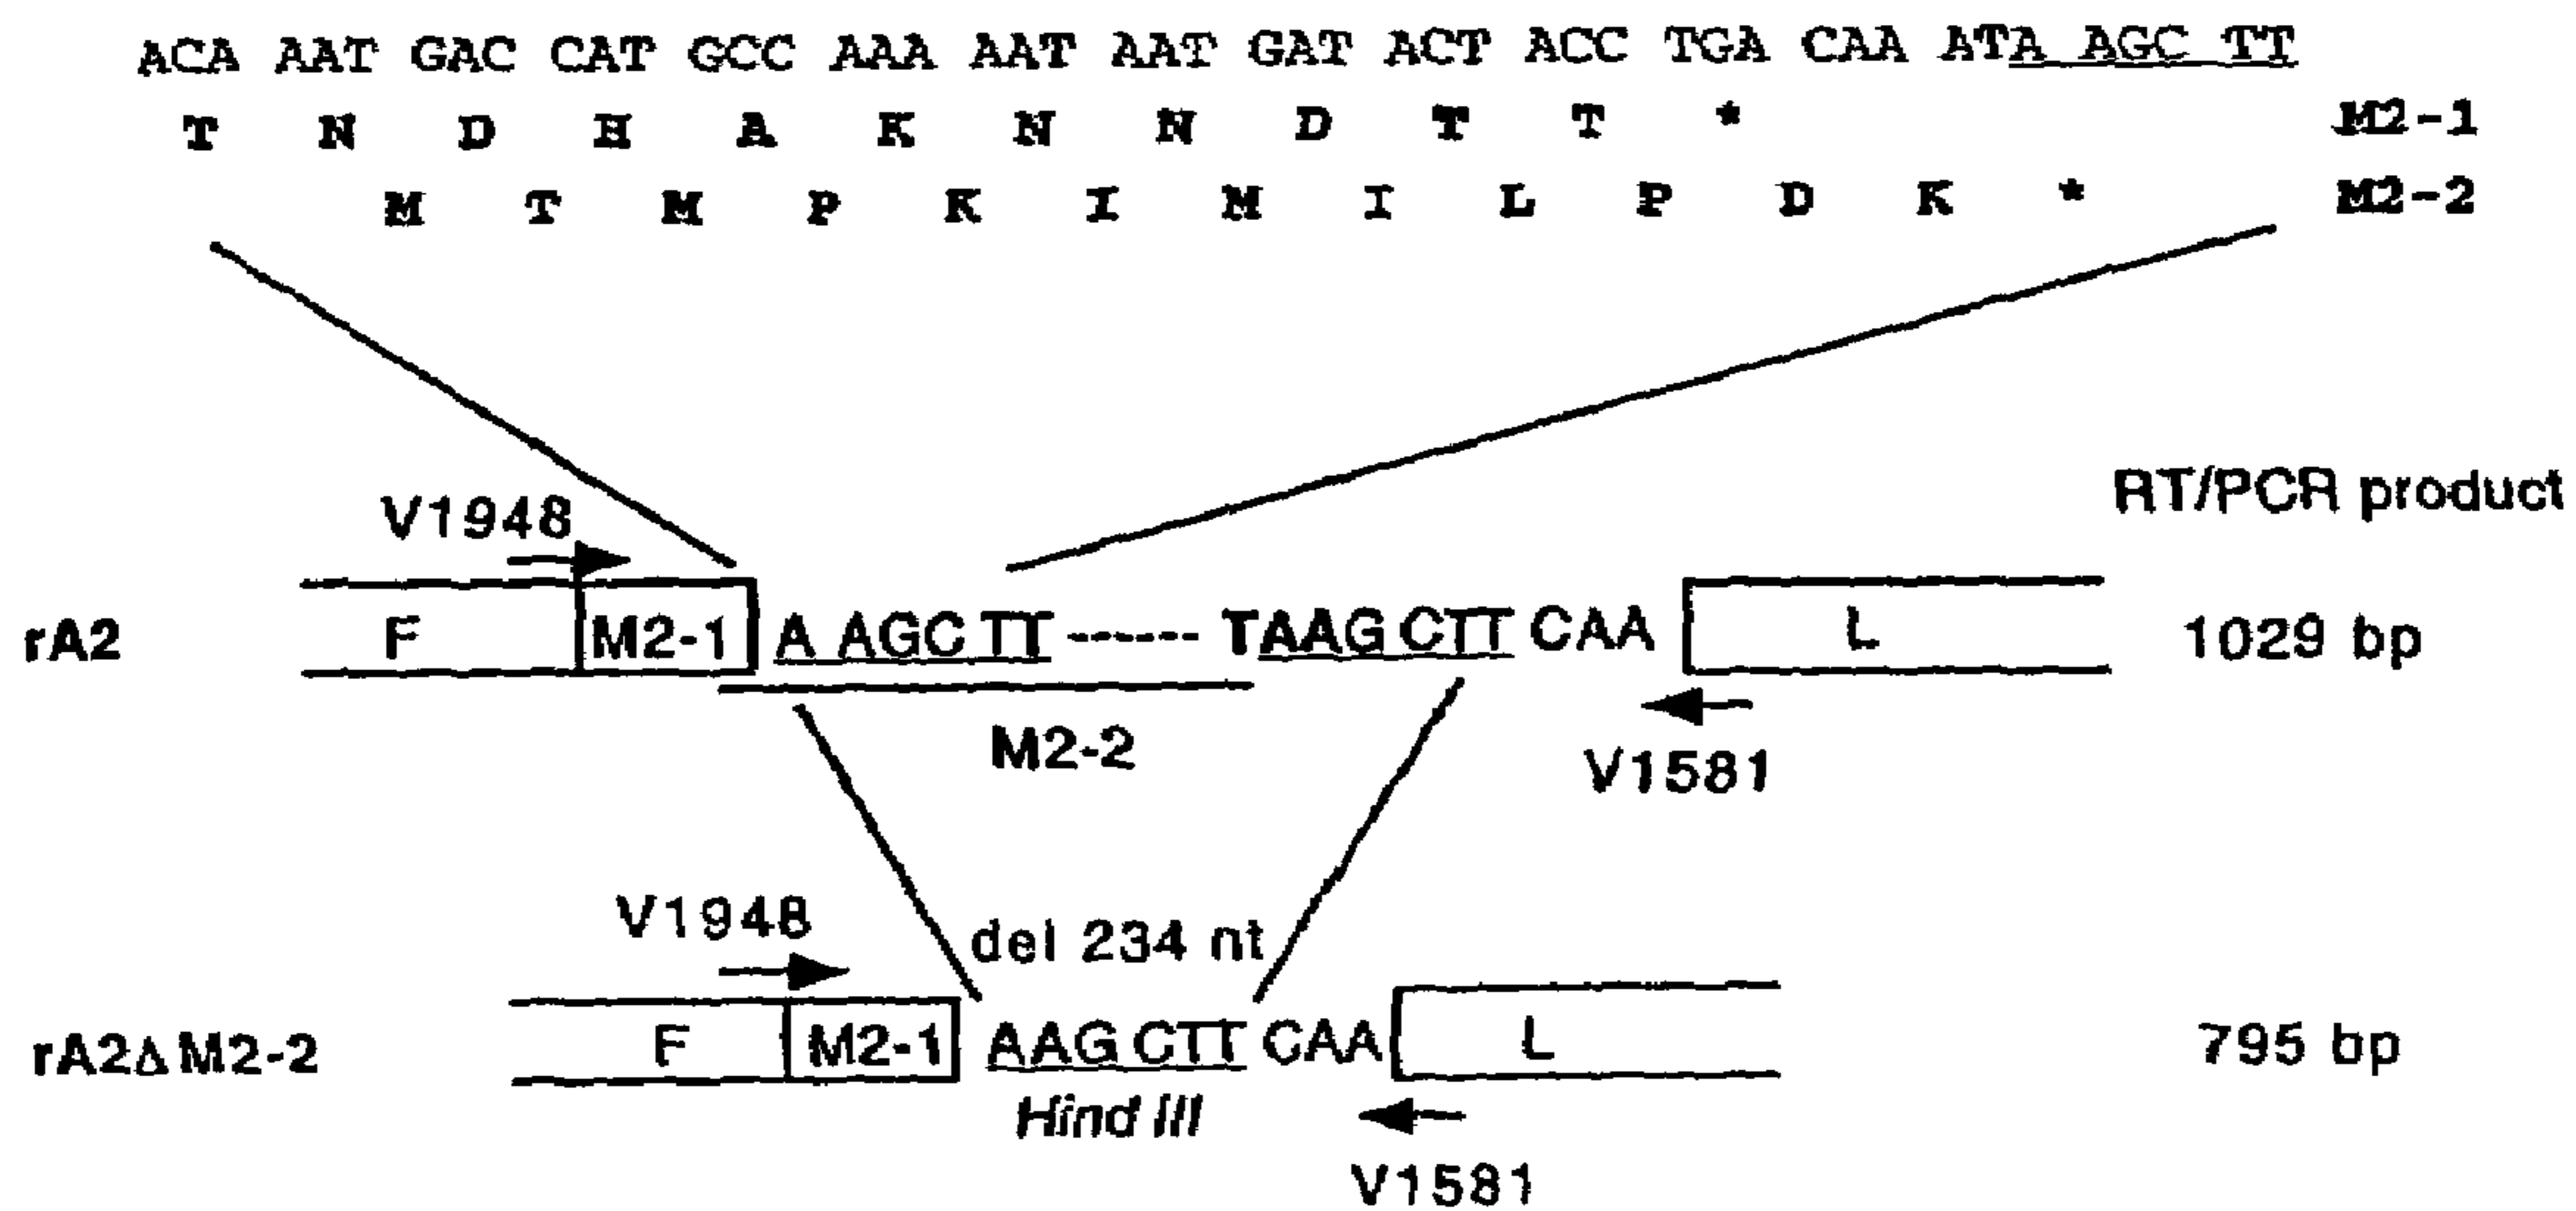 ACA AAT GAC CAT GCC AAA AAT AAT GAT ACT ACC TGA CAA ATA AGC TT
T N D H A K N N D T T * M2-1
M T M P K I M I L P D K * M2-2
RT/PCR product
V1948
rA2 F M2-1 A AGC TT ------ TAAG CTT CAA L 1029 bp
M2-2
V1581
V1948
del 234 nt
rA2ΔM2-2 F M2-1 AAG CTT CAA L 795 bp
Hind III
V1581